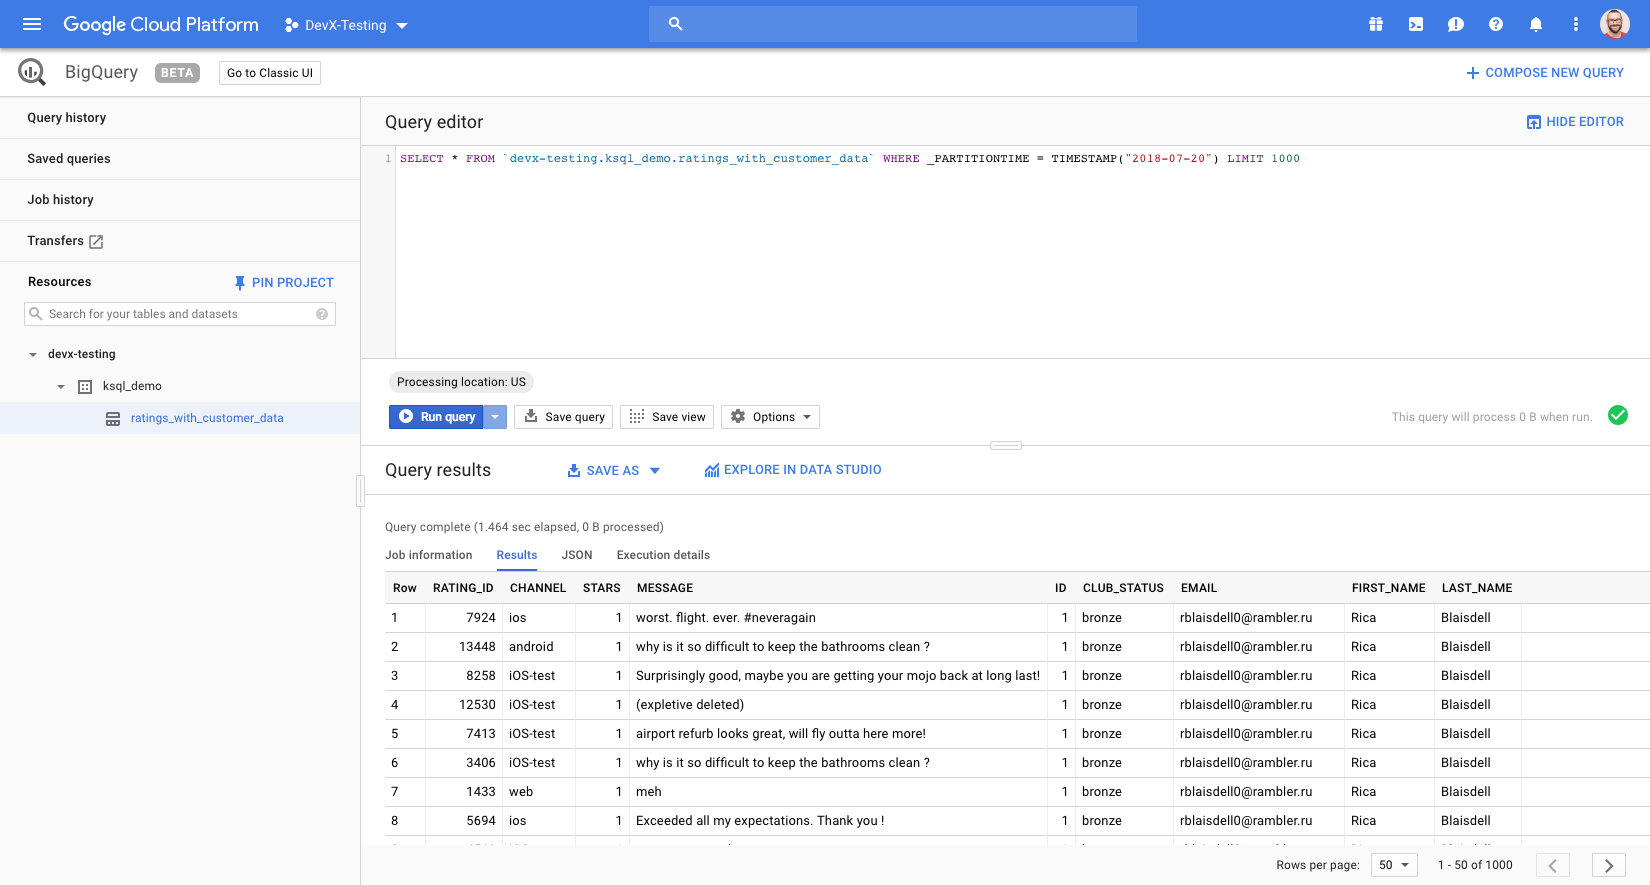 Google Cloud Platform DevX-Testing
BigQuery BETA Go to Classic UI COMPOSE NEW QUERY
Query history
Saved queries
Job history
Transfers
Resources PIN PROJECT
Search for your tables and datasets
devx-testing
ksql_demo
ratings_with_customer_data
Query editor HIDE EDITOR
1 SELECT * FROM `devx-testing.ksql_demo.ratings_with_customer_data` WHERE _PARTITIONTIME = TIMESTAMP("2018-07-20") LIMIT 1000
Processing location: US
Run query Save query Save view Options This query will process 0 B when run.
Query results SAVE AS EXPLORE IN DATA STUDIO
Query complete (1.464 sec elapsed, 0 B processed)
Job information Results JSON Execution details
Row RATING_ID CHANNEL STARS MESSAGE ID CLUB_STATUS EMAIL FIRST_NAME LAST_NAME
1 7924 ios 1 worst. flight. ever. #neveragain 1 bronze rblaisdell0@rambler.ru Rica Blaisdell
2 13448 android 1 why is it so difficult to keep the bathrooms clean ? 1 bronze rblaisdell0@rambler.ru Rica Blaisdell
3 8258 iOS-test 1 Surprisingly good, maybe you are getting your mojo back at long last! 1 bronze rblaisdell0@rambler.ru Rica Blaisdell
4 12530 iOS-test 1 (expletive deleted) 1 bronze rblaisdell0@rambler.ru Rica Blaisdell
5 7413 iOS-test 1 airport refurb looks great, will fly outta here more! 1 bronze rblaisdell0@rambler.ru Rica Blaisdell
6 3406 iOS-test 1 why is it so difficult to keep the bathrooms clean ? 1 bronze rblaisdell0@rambler.ru Rica Blaisdell
7 1433 web 1 meh 1 bronze rblaisdell0@rambler.ru Rica Blaisdell
8 5694 ios 1 Exceeded all my expectations. Thank you ! 1 bronze rblaisdell0@rambler.ru Rica Blaisdell
Rows per page: 50 1 - 50 of 1000